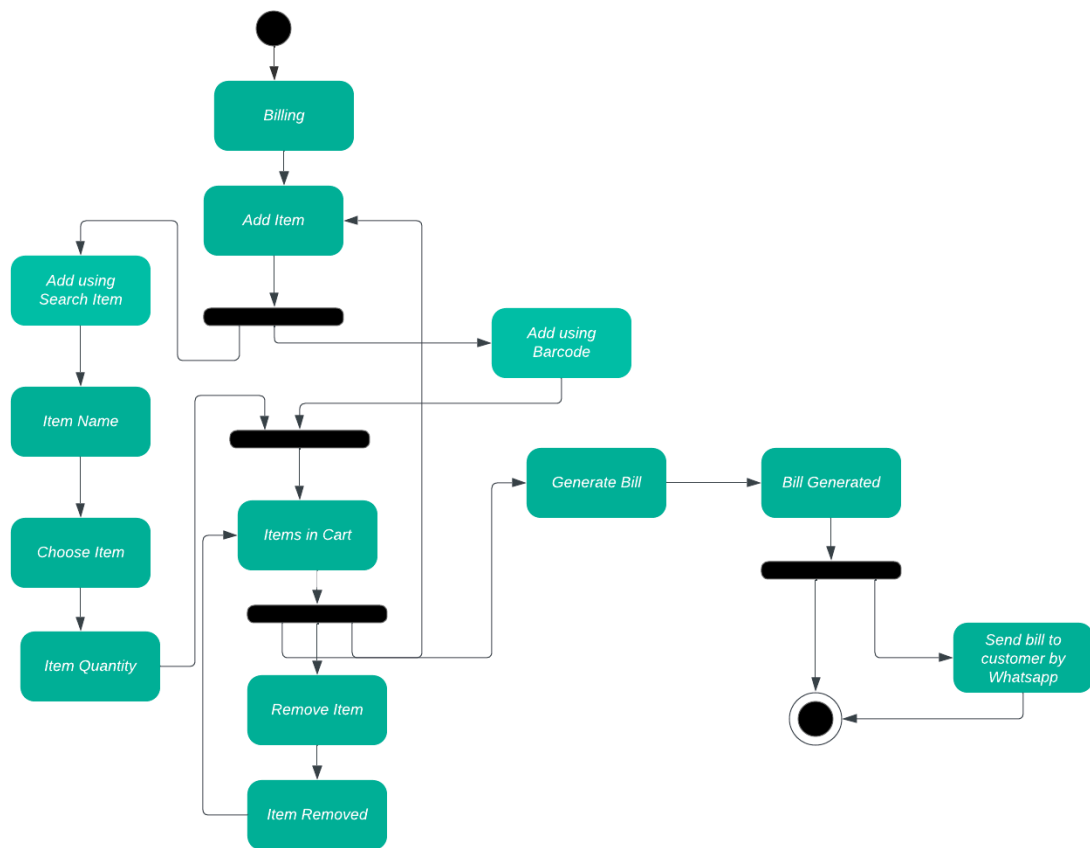 Billing
Add Item
Add using
Search Item
Add using
Barcode
Item Name
Generate Bill
Bill Generated
Items in Cart
Choose Item
Item Quantity
Send bill to
customer by
Whatsapp
Remove Item
Item Removed